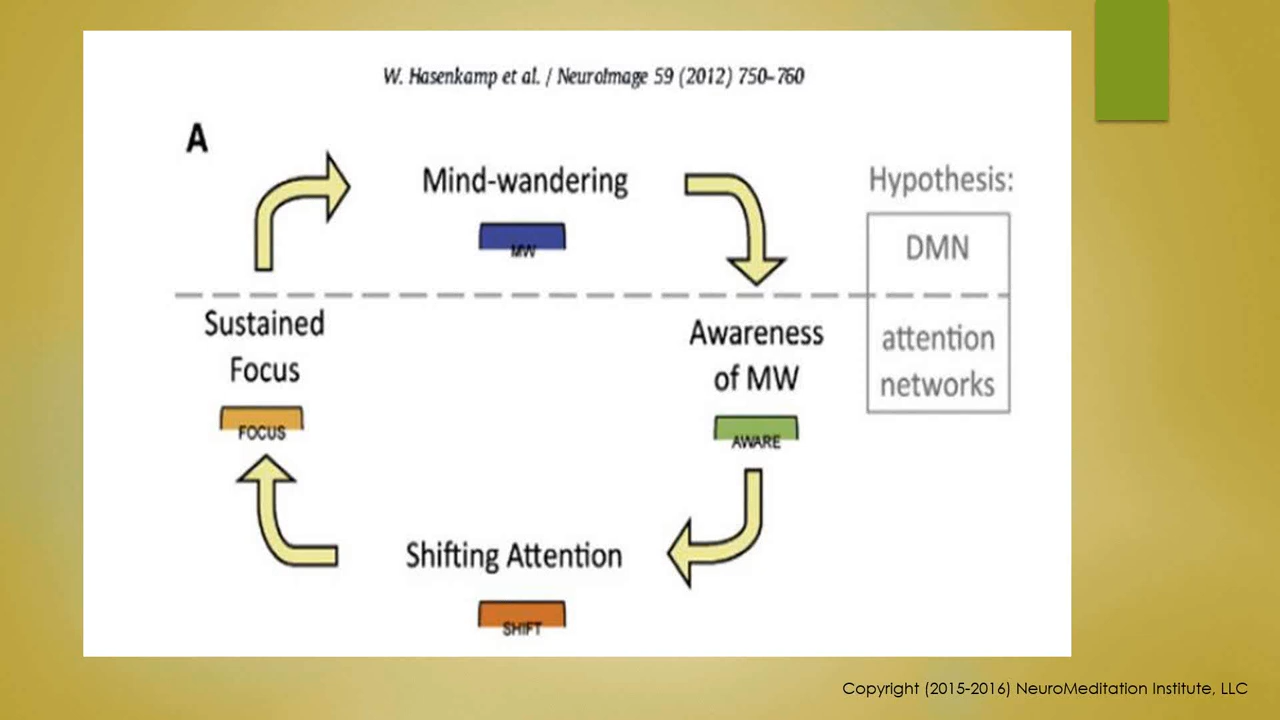 W. Hasenkamp et al. / NeuroImage 59 (2012) 750–760
A
Mind-wandering
MW
Hypothesis:
DMN
attention
networks
Sustained
Focus
FOCUS
Awareness
of MW
AWARE
Shifting Attention
SHIFT
Copyright (2015-2016) NeuroMeditation Institute, LLC